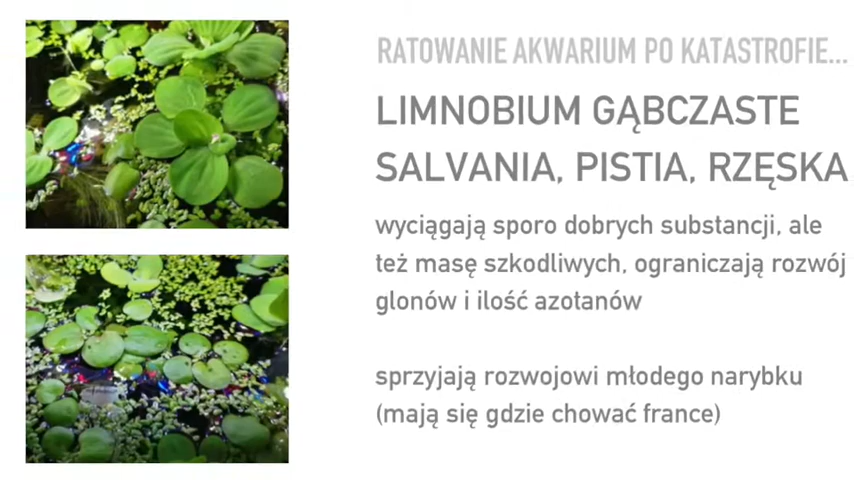 RATOWANIE AKWARIUM PO KATASTROFIE...
LIMNOBIUM GĄBCZASTE
SALVANIA, PISTIA, RZĘSKA
wyciągają sporo dobrych substancji, ale
też masę szkodliwych, ograniczają rozwój
glonów i ilość azotanów
sprzyjają rozwojowi młodego narybku
(mają się gdzie chować france)